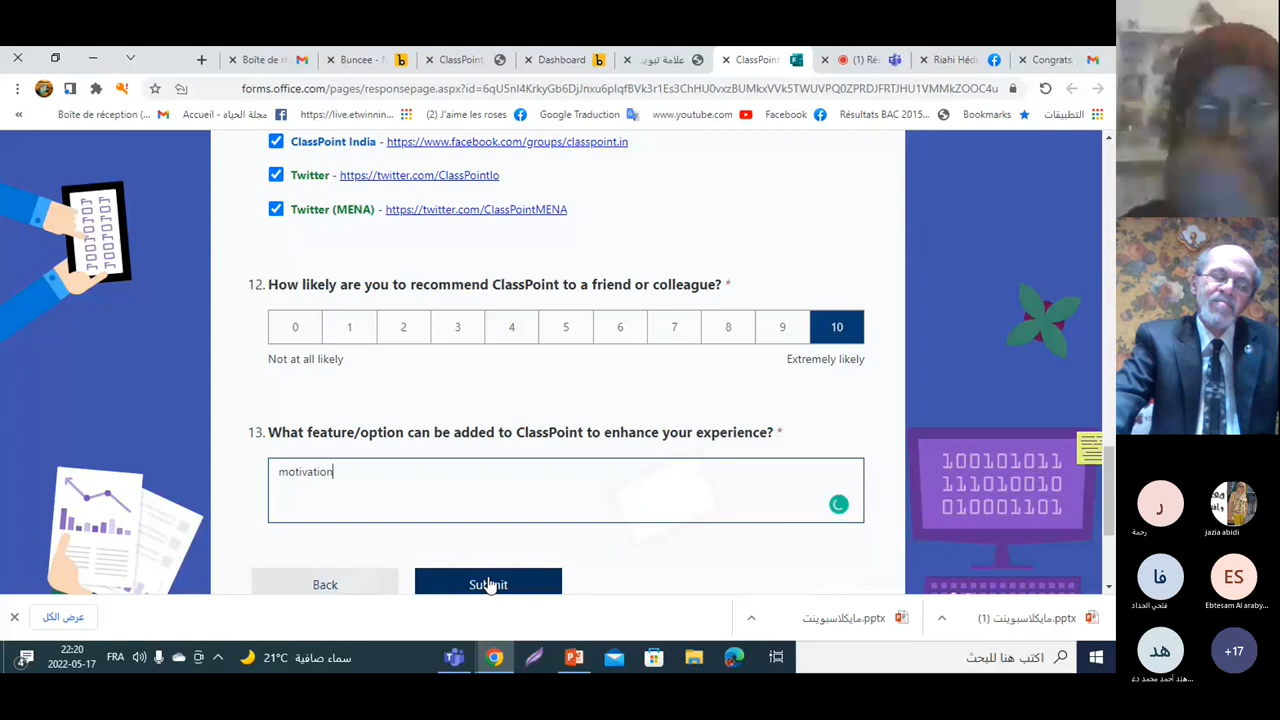 Boîte de
Buncee -
ClassPoint
Dashboard
علامة تبويب
ClassPoint
Riahi Hédi
Congrats
forms.office.com/pages/responsepage.aspx?id=6qU5nI4KrkyGb6DjJnxu6pIqfBVk3r1Es3ChHU0vxzBUMkxVVk5TWUVPQ0ZPRDJFRTJHU1VMMkZOOC4u
«
Boîte de réception (...
Accueil - مجلة الحياة
https://live.etwinnin...
(2) J'aime les roses
Google Traduction
www.youtube.com
Facebook
Résultats BAC 2015...
Bookmarks
التطبيقات
ClassPoint India - https://www.facebook.com/groups/classpoint.in
Twitter - https://twitter.com/ClassPointIo
Twitter (MENA) - https://twitter.com/ClassPointMENA
12. How likely are you to recommend ClassPoint to a friend or colleague? *
0 1 2 3 4 5 6 7 8 9 10
Not at all likely Extremely likely
13. What feature/option can be added to ClassPoint to enhance your experience? *
motivation
Back Submit
100101011
111010010
010001101
عرض الكل
مايكلاسبوينت.pptx
مايكلاسبوينت.pptx (1)
22:20
2022-05-17
FRA
4
21°C سماء صافية
اكتب هنا للبحث
ر
رحمة
jazia abidi
فا
فتحي الحداد
ES
Ebtesam Al araby...
هد
هند أحمد محمد دغ...
+17